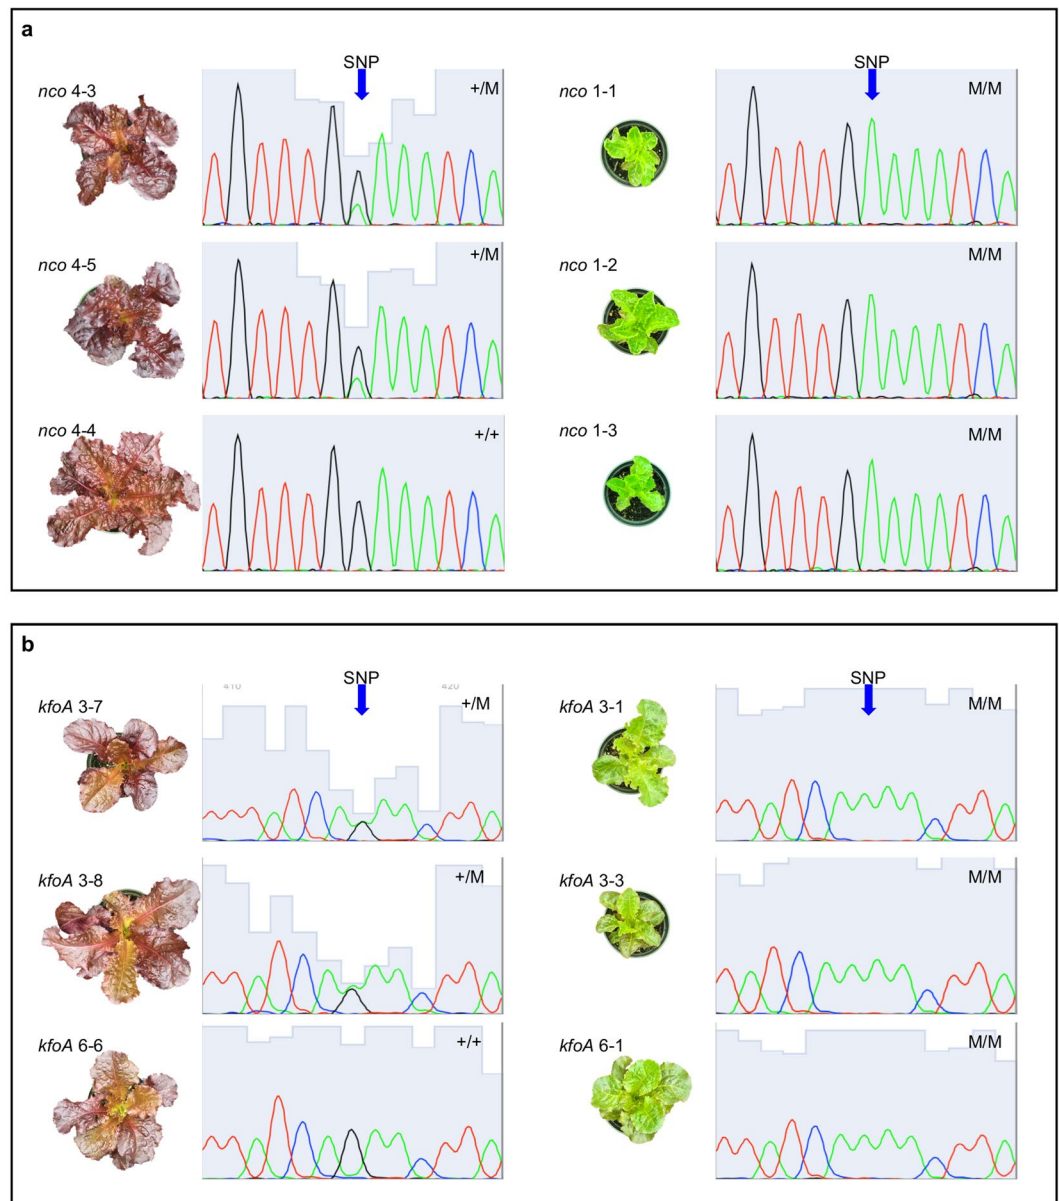 a
SNP
SNP
nco 4-3
+/M
nco 1-1
M/M
nco 4-5
+/M
nco 1-2
M/M
nco 4-4
+/+
nco 1-3
M/M
b
SNP
SNP
410
420
kfoA 3-7
+/M
kfoA 3-1
M/M
kfoA 3-8
+/M
kfoA 3-3
M/M
kfoA 6-6
+/+
kfoA 6-1
M/M